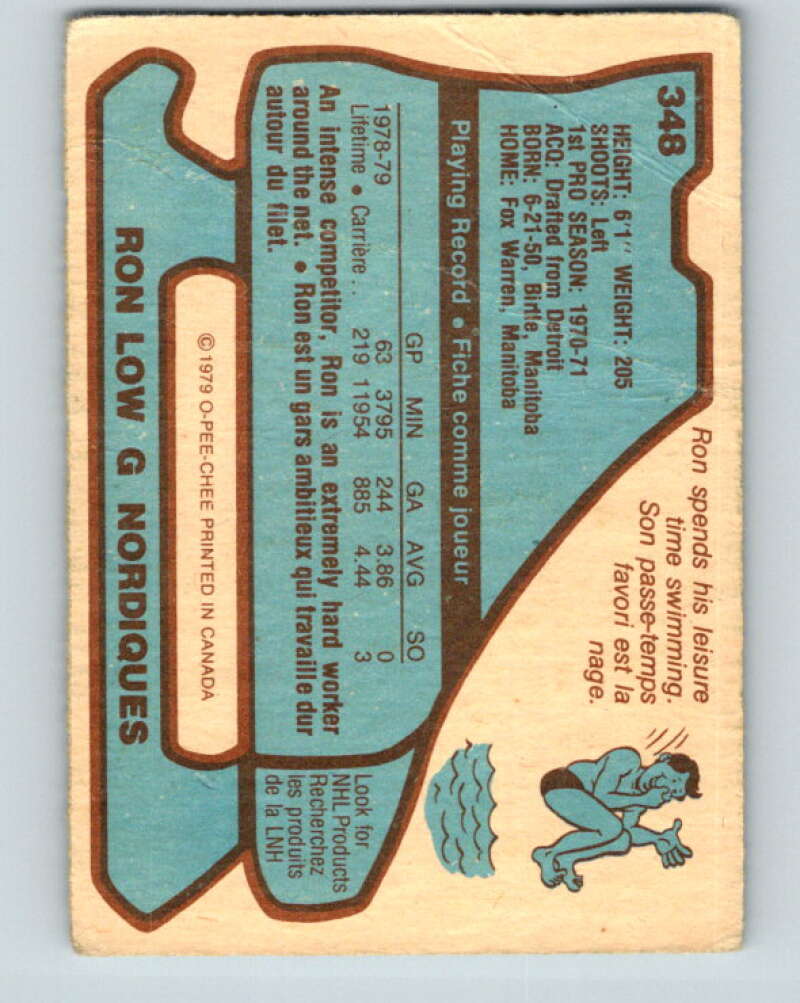 348
HEIGHT: 6'1" WEIGHT: 205
SHOOTS: Left
1st PRO SEASON: 1970-71
ACQ: Drafted from Detroit
BORN: 6-21-50, Birtle, Manitoba
HOME: Fox Warren, Manitoba
Ron spends his leisure
time swimming.
Son passe-temps
favori est la
nage.
Playing Record • Fiche comme joueur
GP MIN GA AVG SO
1978-79 63 3795 244 3.86 0
Lifetime • Carrière . . 219 11954 885 4.44 3
An intense competitor, Ron is an extremely hard worker
around the net. • Ron est un gars ambitieux qui travaille dur
autour du filet.
Look for
NHL Products
Recherchez
les produits
de la LNH
©1979 O-PEE-CHEE PRINTED IN CANADA
RON LOW G NORDIQUES